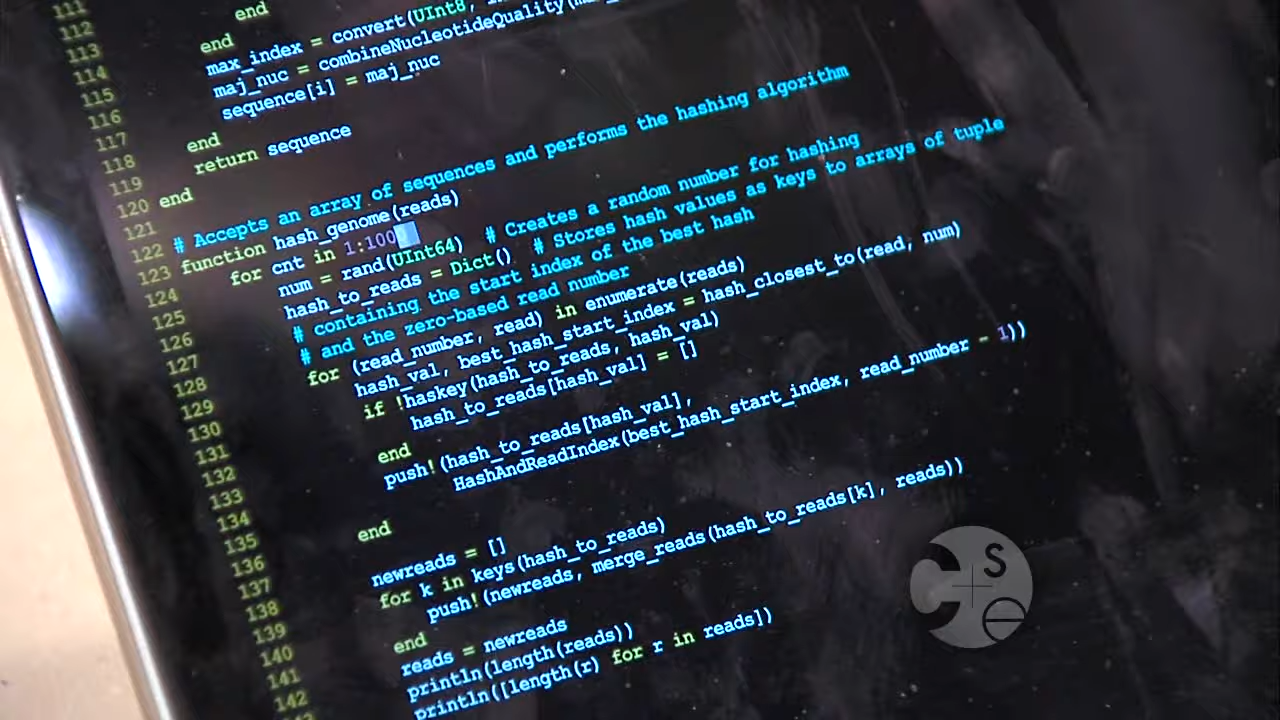 111
112 end
113 end
114 max_index = convert(UInt8,
115 maj_nuc = combineNucleotideQuality(
116 sequence[i] = maj_nuc
117 end
118 return sequence
119 end
120
121 # Accepts an array of sequences and performs the hashing algorithm
122 function hash_genome(reads)
123 for cnt in 1:100
124 num = rand(UInt64) # Creates a random number for hashing
125 hash_to_reads = Dict() # Stores hash values as keys to arrays of tuple
126 # containing the start index of the best hash
127 # and the zero-based read number
128 for (read_number, read) in enumerate(reads)
129 hash_val, best_hash_start_index = hash_closest_to(read, num)
130 if !haskey(hash_to_reads, hash_val)
131 hash_to_reads[hash_val] = []
132 end
133 push!(hash_to_reads[hash_val],
134 HashAndReadIndex(best_hash_start_index, read_number - 1))
135 end
136
137 newreads = []
138 for k in keys(hash_to_reads)
139 push!(newreads, merge_reads(hash_to_reads[k], reads))
140 end
141 reads = newreads
142 println(length(reads))
println([length(r) for r in reads])
C S e